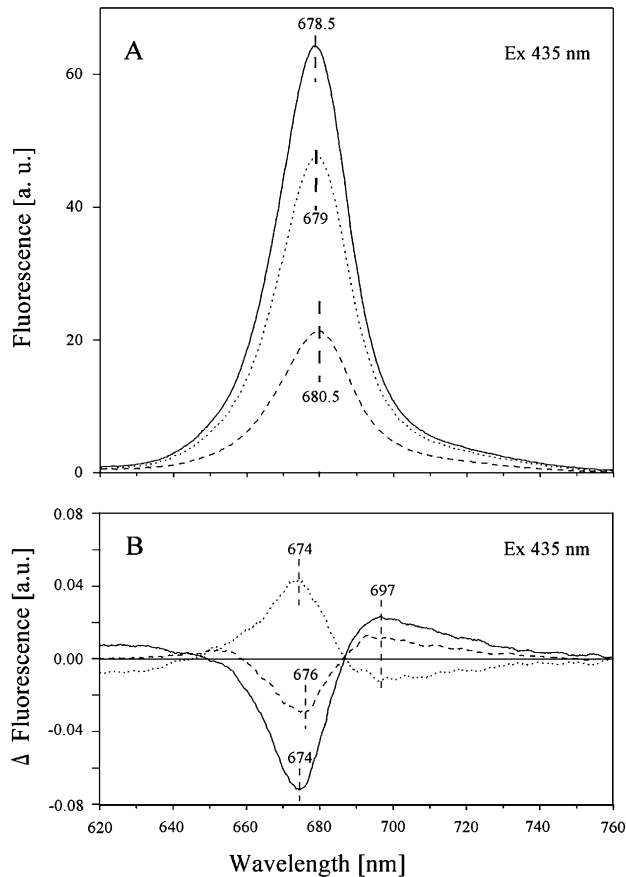 A
678.5
Ex 435 nm
679
680.5
60
40
20
0
Fluorescence [a. u.]
B
674
Ex 435 nm
697
676
674
0.08
0.04
0.00
-0.04
-0.08
Δ Fluorescence [a.u.]
620 640 660 680 700 720 740 760
Wavelength [nm]